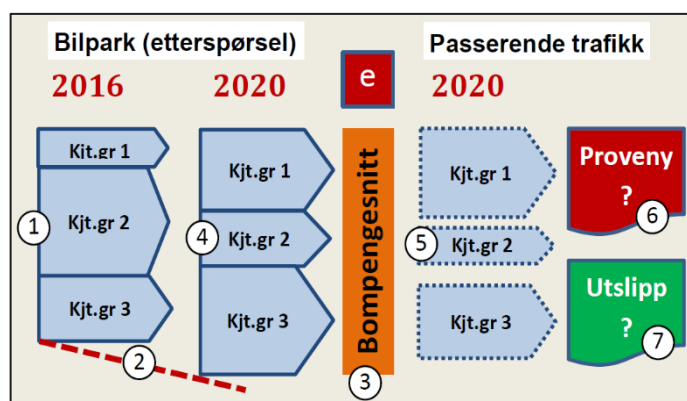 Bilpark (etterspørsel)
e
Passerende trafikk
2016
2020
2020
Kjt.gr 1
Kjt.gr 2
Kjt.gr 3
1
2
Kjt.gr 1
Kjt.gr 2
Kjt.gr 3
4
Bompengesnitt
3
Kjt.gr 1
Kjt.gr 2
Kjt.gr 3
5
Proveny
?
6
Utslipp
?
7